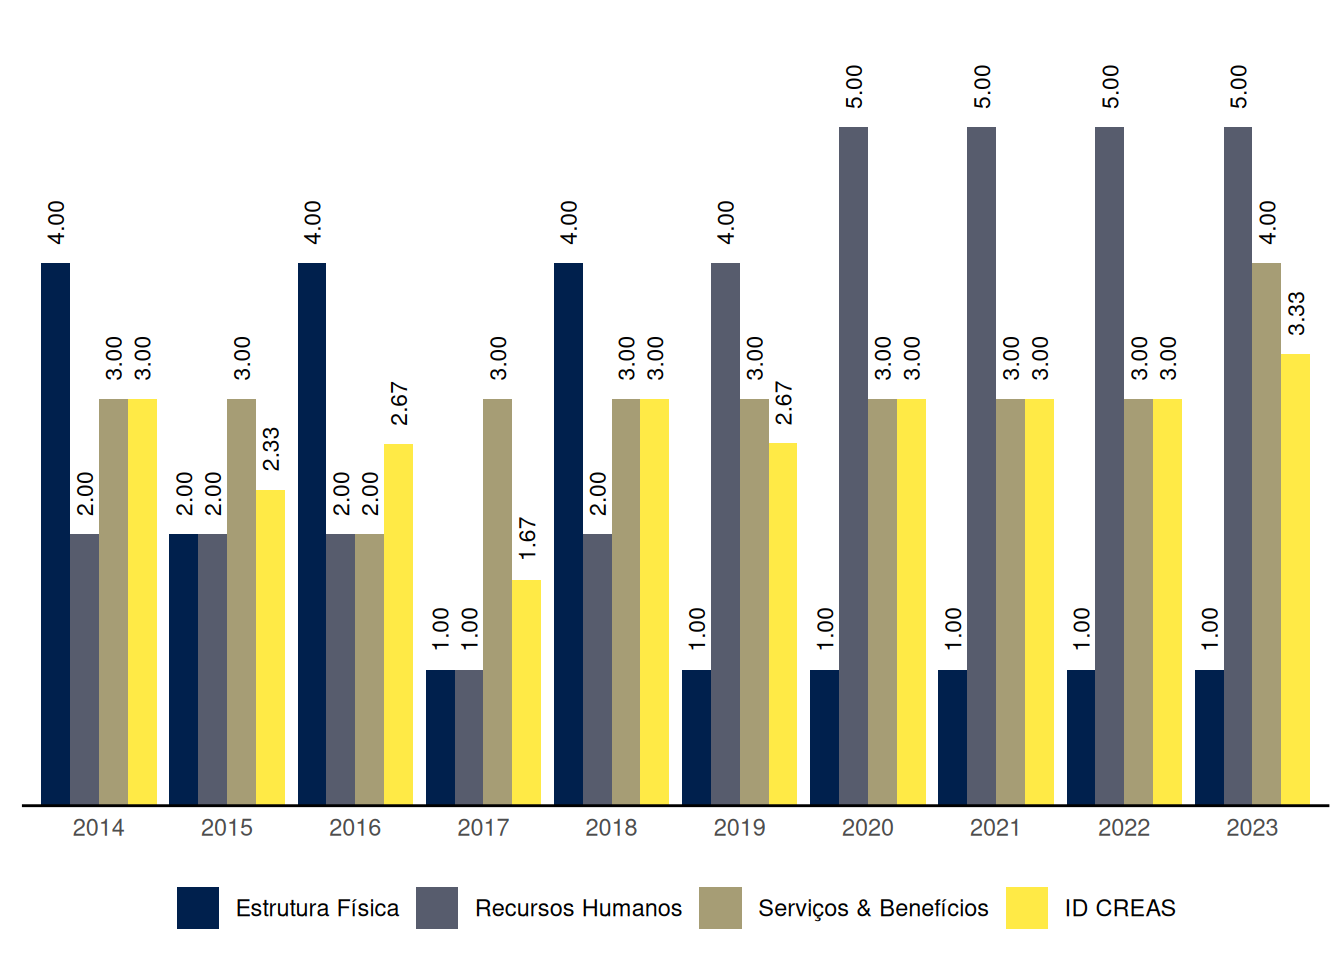 5.00 5.00 5.00 5.00
4.00 4.00 4.00 4.00 4.00
3.33
3.00 3.00 3.00 3.00 3.00 3.00 3.00 3.00 3.00 3.00 3.00 3.00 3.00
2.67 2.67
2.33
2.00 2.00 2.00 2.00 2.00 2.00
1.67
1.00 1.00 1.00 1.00 1.00 1.00 1.00
2014 2015 2016 2017 2018 2019 2020 2021 2022 2023
Estrutura Física Recursos Humanos Serviços & Benefícios ID CREAS